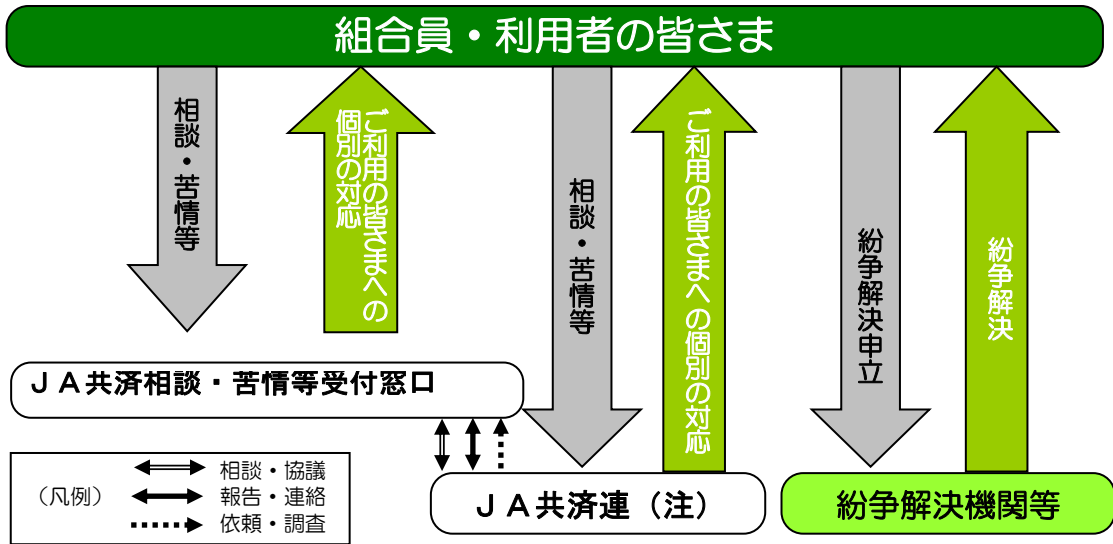 組合員・利用者の皆さま
相談・苦情等
ご利用の皆さまへの
個別の対応
相談・苦情等
ご利用の皆さまへの個別の対応
紛争解決申立
紛争解決
ＪＡ共済相談・苦情等受付窓口
（凡例）
相談・協議
報告・連絡
依頼・調査
ＪＡ共済連（注）
紛争解決機関等